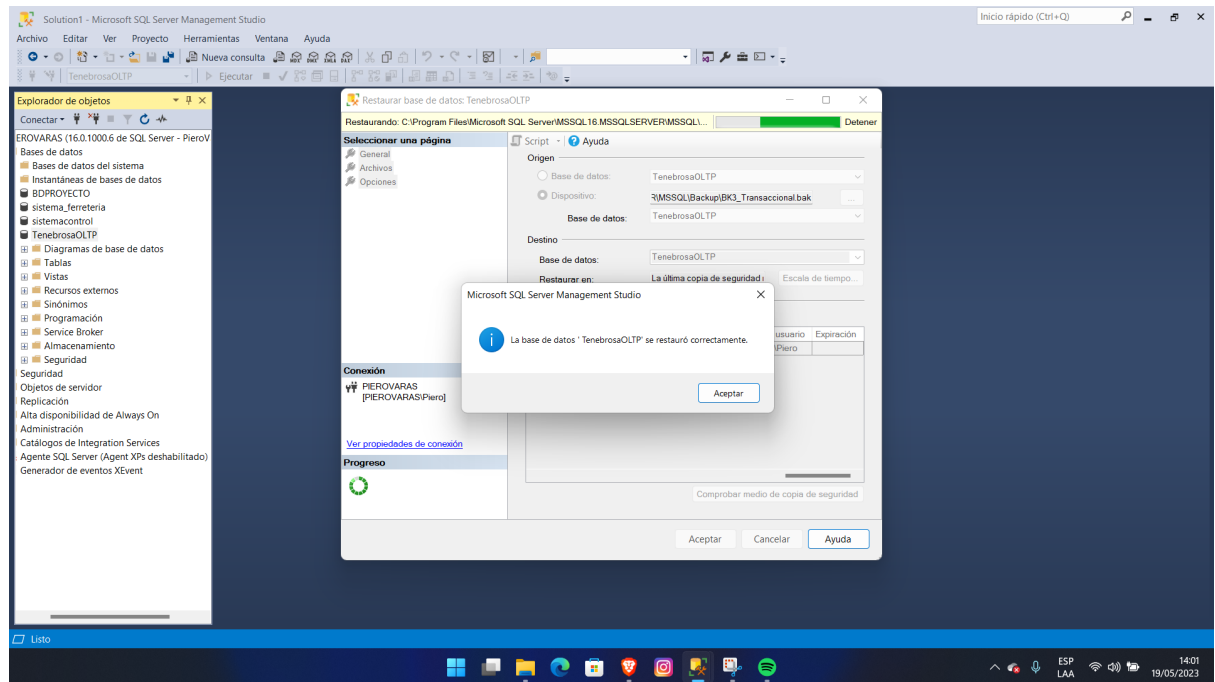 Solution1 - Microsoft SQL Server Management Studio
Inicio rápido (Ctrl+Q)
Archivo Editar Ver Proyecto Herramientas Ventana Ayuda
Nueva consulta
TenebrosaOLTP
Ejecutar
Explorador de objetos
Conectar
EROVARAS (16.0.1000.6 de SQL Server - PieroV
Bases de datos
Bases de datos del sistema
Instantáneas de bases de datos
BDPROYECTO
sistema_ferreteria
sistemacontrol
TenebrosaOLTP
Diagramas de base de datos
Tablas
Vistas
Recursos externos
Sinónimos
Programación
Service Broker
Almacenamiento
Seguridad
Seguridad
Objetos de servidor
Replicación
Alta disponibilidad de Always On
Administración
Catálogos de Integration Services
Agente SQL Server (Agent XPs deshabilitado)
Generador de eventos XEvent
Restaurar base de datos: TenebrosaOLTP
Restaurando: C:\Program Files\Microsoft SQL Server\MSSQL16.MSSQLSERVER\MSSQL\...
Detener
Seleccionar una página
General
Archivos
Opciones
Script
Ayuda
Origen
Base de datos: TenebrosaOLTP
Dispositivo: \MSSQL\Backup\BK3_Transaccional.bak ...
Base de datos: TenebrosaOLTP
Destino
Base de datos: TenebrosaOLTP
Restaurar en: La última copia de seguridad Escala de tiempo...
usuario Expiración
\Piero
Microsoft SQL Server Management Studio
La base de datos ' TenebrosaOLTP' se restauró correctamente.
Aceptar
Conexión
PIEROVARAS
[PIEROVARAS\Piero]
Ver propiedades de conexión
Progreso
Comprobar medio de copia de seguridad
Aceptar Cancelar Ayuda
Listo
ESP
LAA
14:01
19/05/2023